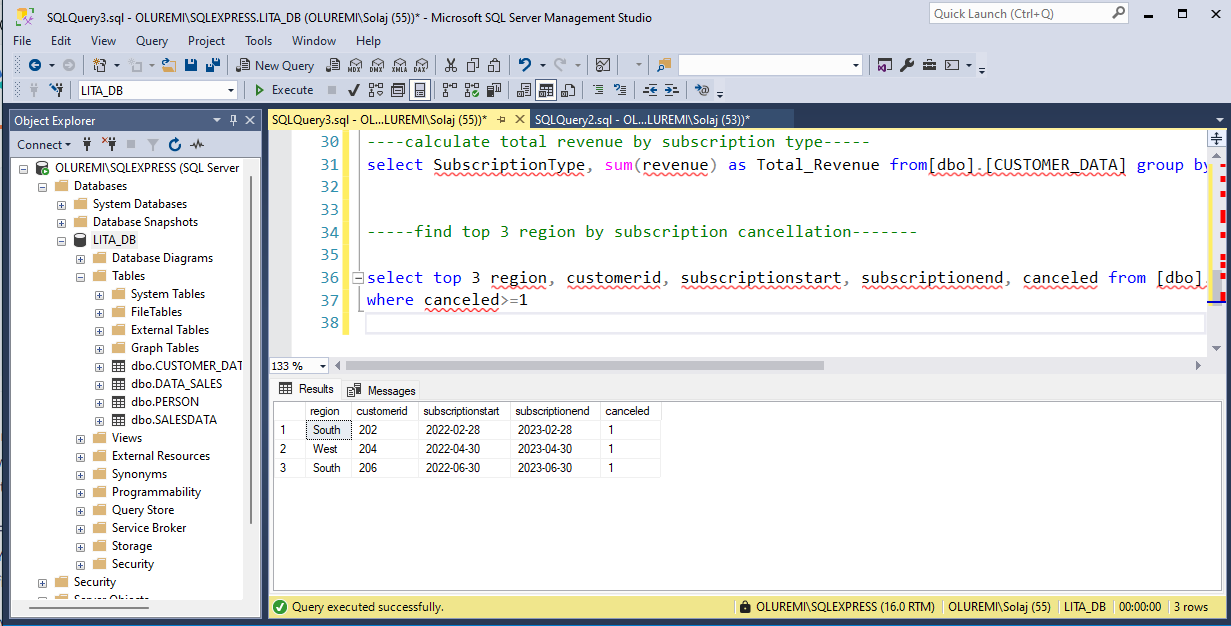 SQLQuery3.sql - OLUREMI\SQLEXPRESS.LITA_DB (OLUREMI\Solaj (55))* - Microsoft SQL Server Management Studio
Quick Launch (Ctrl+Q)
File Edit View Query Project Tools Window Help
New Query MDX DMX XMLA DAX
LITA_DB Execute
Object Explorer
SQLQuery3.sql - OL...LUREMI\Solaj (55))* SQLQuery2.sql - OL...LUREMI\Solaj (53))*
Connect
OLUREMI\SQLEXPRESS (SQL Server
Databases
System Databases
Database Snapshots
LITA_DB
Database Diagrams
Tables
System Tables
FileTables
External Tables
Graph Tables
dbo.CUSTOMER_DAT
dbo.DATA_SALES
dbo.PERSON
dbo.SALESDATA
Views
External Resources
Synonyms
Programmability
Query Store
Service Broker
Storage
Security
Security
Server Objects
30 ----calculate total revenue by subscription type-----
31 select SubscriptionType, sum(revenue) as Total_Revenue from[dbo].[CUSTOMER_DATA] group by
32
33
34 -----find top 3 region by subscription cancellation-------
35
36 select top 3 region, customerid, subscriptionstart, subscriptionend, canceled from [dbo].
37 where canceled>=1
38
133 %
Results Messages
region customerid subscriptionstart subscriptionend canceled
1 South 202 2022-02-28 2023-02-28 1
2 West 204 2022-04-30 2023-04-30 1
3 South 206 2022-06-30 2023-06-30 1
Query executed successfully. OLUREMI\SQLEXPRESS (16.0 RTM) OLUREMI\Solaj (55) LITA_DB 00:00:00 3 rows